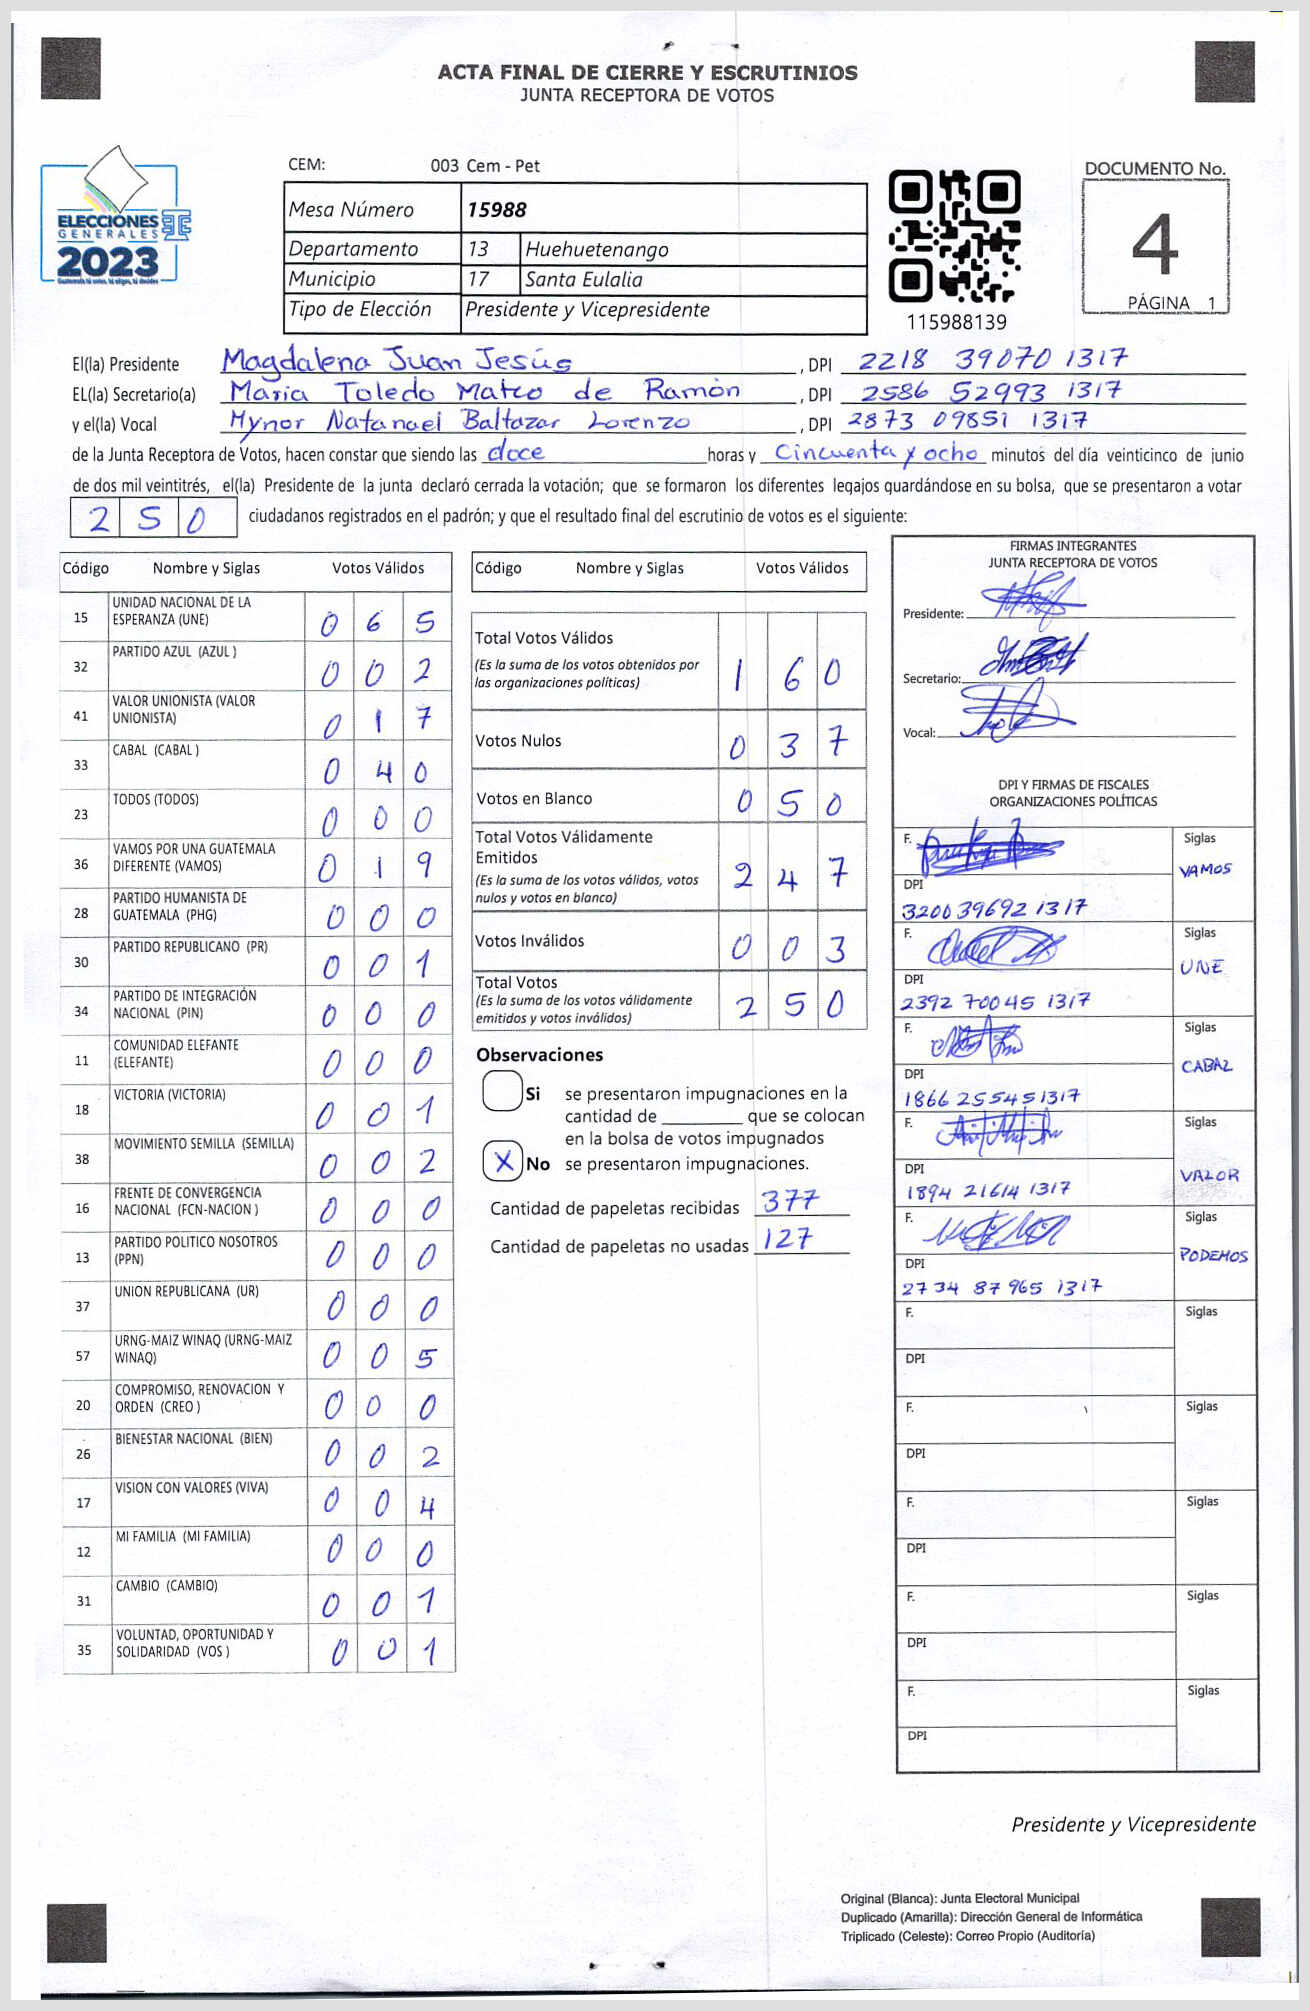 ACTA FINAL DE CIERRE Y ESCRUTINIOS
JUNTA RECEPTORA DE VOTOS
ELECCIONES
GENERALES
2023
CEM: 003 Cem - Pet
Mesa Número 15988
Departamento 13 Huehuetenango
Municipio 17 Santa Eulalia
Tipo de Elección Presidente y Vicepresidente
115988139
DOCUMENTO No.
4
PÁGINA 1
El(la) Presidente Magdalena Juan Jesús, DPI 2218 39070 1317
EL(la) Secretario(a) Maria Toledo Mateo de Ramón, DPI 2586 52993 1317
y el(la) Vocal Mynor Natanael Baltazar Lorenzo, DPI 2873 09851 1317
de la Junta Receptora de Votos, hacen constar que siendo las doce horas y Cincuenta y ocho minutos del día veinticinco de junio
de dos mil veintitrés, el(la) Presidente de la junta declaró cerrada la votación; que se formaron los diferentes legajos guardándose en su bolsa, que se presentaron a votar
250 ciudadanos registrados en el padrón; y que el resultado final del escrutinio de votos es el siguiente:
Código Nombre y Siglas Votos Válidos
15 UNIDAD NACIONAL DE LA ESPERANZA (UNE) 0 6 5
32 PARTIDO AZUL (AZUL ) 0 0 2
41 VALOR UNIONISTA (VALOR UNIONISTA) 0 1 7
33 CABAL (CABAL ) 0 4 0
23 TODOS (TODOS) 0 0 0
36 VAMOS POR UNA GUATEMALA DIFERENTE (VAMOS) 0 1 9
28 PARTIDO HUMANISTA DE GUATEMALA (PHG) 0 0 0
30 PARTIDO REPUBLICANO (PR) 0 0 1
34 PARTIDO DE INTEGRACIÓN NACIONAL (PIN) 0 0 0
11 COMUNIDAD ELEFANTE (ELEFANTE) 0 0 0
18 VICTORIA (VICTORIA) 0 0 1
38 MOVIMIENTO SEMILLA (SEMILLA) 0 0 2
16 FRENTE DE CONVERGENCIA NACIONAL (FCN-NACION ) 0 0 0
13 PARTIDO POLITICO NOSOTROS (PPN) 0 0 0
37 UNION REPUBLICANA (UR) 0 0 0
57 URNG-MAIZ WINAQ (URNG-MAIZ WINAQ) 0 0 5
20 COMPROMISO, RENOVACION Y ORDEN (CREO ) 0 0 0
26 BIENESTAR NACIONAL (BIEN) 0 0 2
17 VISION CON VALORES (VIVA) 0 0 4
12 MI FAMILIA (MI FAMILIA) 0 0 0
31 CAMBIO (CAMBIO) 0 0 1
35 VOLUNTAD, OPORTUNIDAD Y SOLIDARIDAD (VOS ) 0 0 1
Código Nombre y Siglas Votos Válidos
Total Votos Válidos
(Es la suma de los votos obtenidos por
las organizaciones políticas) 1 6 0
Votos Nulos 0 3 7
Votos en Blanco 0 5 0
Total Votos Válidamente
Emitidos
(Es la suma de los votos válidos, votos
nulos y votos en blanco) 2 4 7
Votos Inválidos 0 0 3
Total Votos
(Es la suma de los votos válidamente
emitidos y votos inválidos) 2 5 0
Observaciones
Si se presentaron impugnaciones en la
cantidad de ________ que se colocan
en la bolsa de votos impugnados
X No se presentaron impugnaciones.
Cantidad de papeletas recibidas 377
Cantidad de papeletas no usadas 127
FIRMAS INTEGRANTES
JUNTA RECEPTORA DE VOTOS
Presidente:
Secretario:
Vocal:
DPI Y FIRMAS DE FISCALES
ORGANIZACIONES POLÍTICAS
F. Siglas
VAMOS
DPI
3200396921317
F. Siglas
UNE
DPI
2392 70045 1317
F. Siglas
CABAL
DPI
1866 25545 1317
F. Siglas
VALOR
DPI
1894 21614 1317
F. Siglas
PODEMOS
DPI
2734 87965 1317
F. Siglas
DPI
F. Siglas
DPI
F. Siglas
DPI
F. Siglas
DPI
F. Siglas
DPI
Presidente y Vicepresidente
Original (Blanca): Junta Electoral Municipal
Duplicado (Amarilla): Dirección General de Informática
Triplicado (Celeste): Correo Propio (Auditoría)